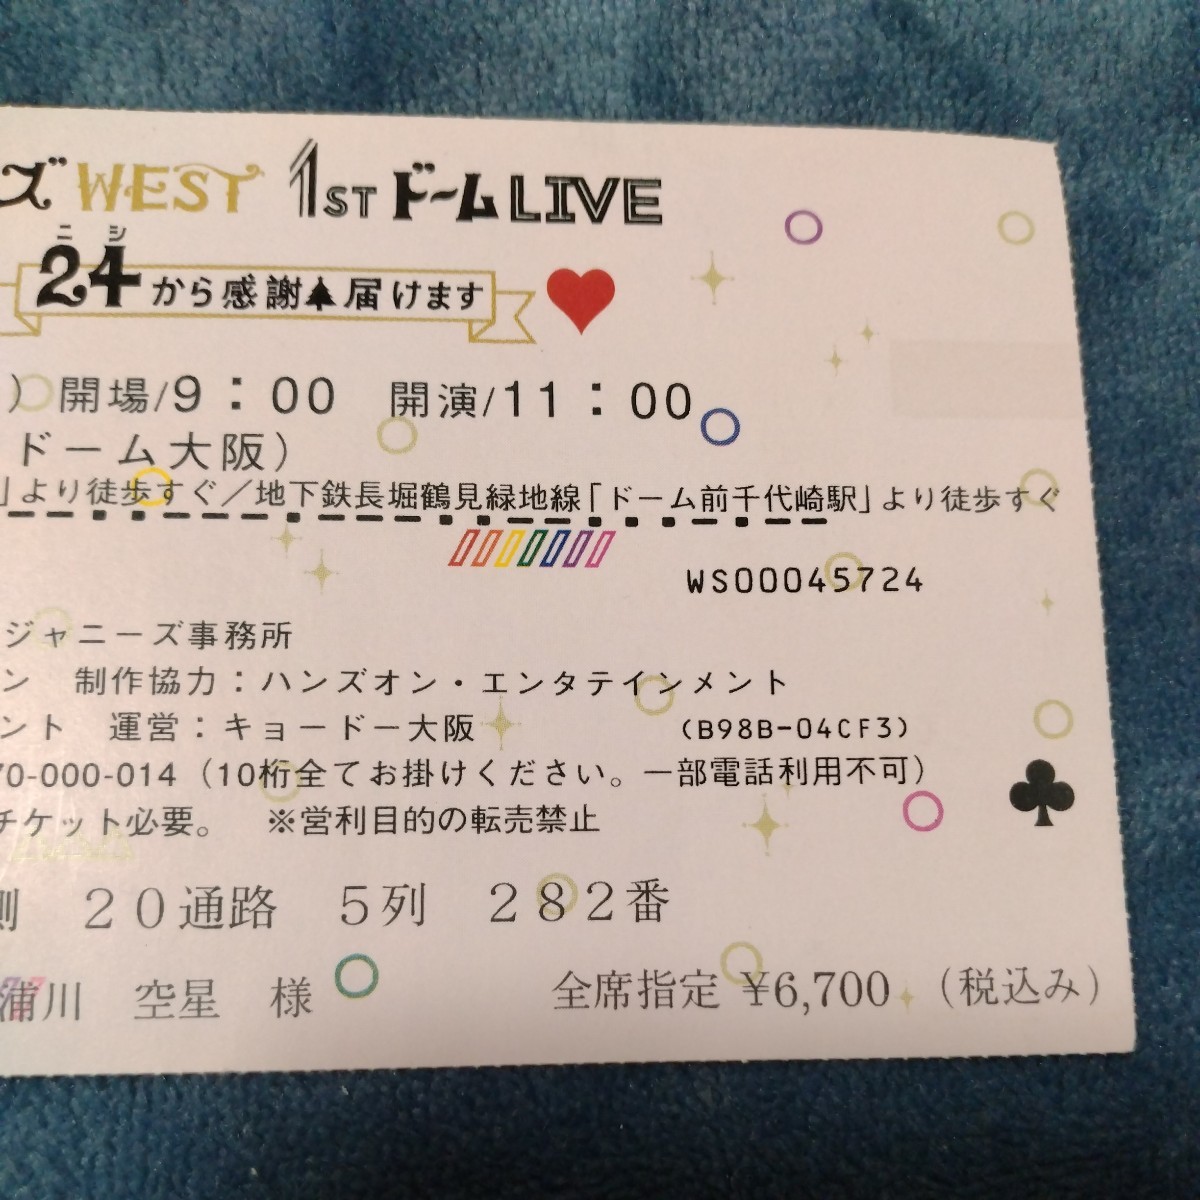 ズWEST 1ST ドームLIVE
ニシ
24から感謝届けます
）開場/9：00　開演/11：00
ドーム大阪）
」より徒歩すぐ／地下鉄長堀鶴見緑地線「ドーム前千代崎駅」より徒歩すぐ
WS00045724
ジャニーズ事務所
ン　制作協力：ハンズオン・エンタテインメント
ント　運営：キョードー大阪　(B98B-04CF3)
70-000-014（10桁全てお掛けください。一部電話利用不可）
チケット必要。　※営利目的の転売禁止
側　２０通路　５列　２８２番
浦川　空星　様　全席指定 ¥6,700　（税込み）